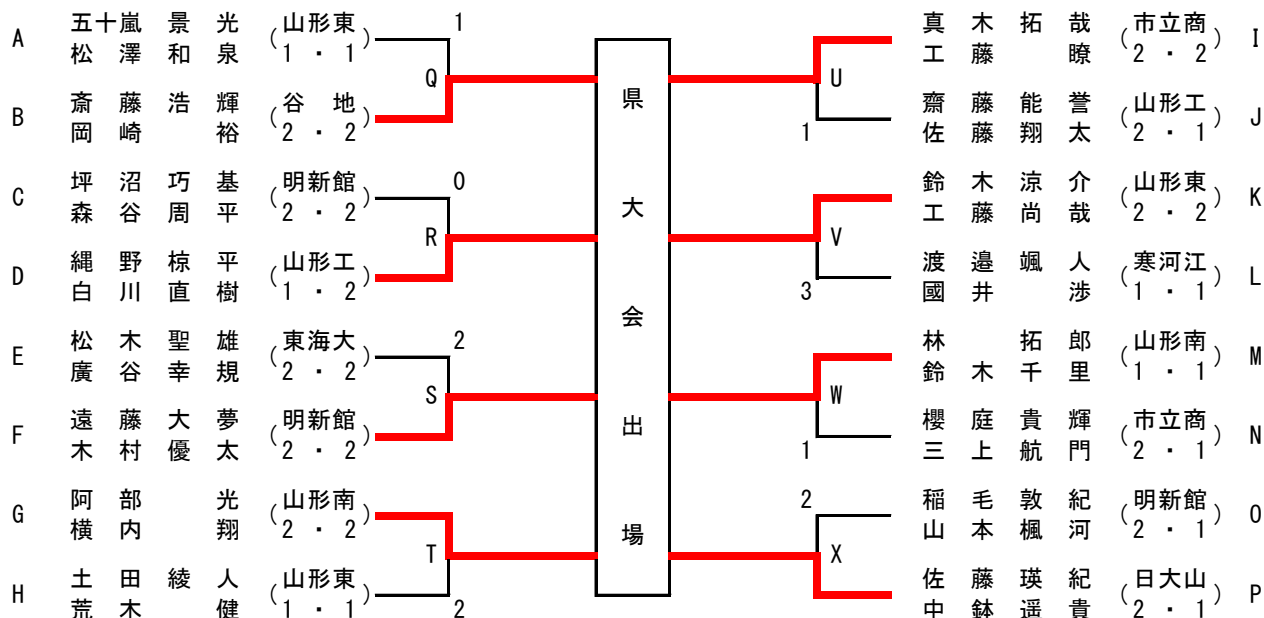 A 五十嵐 景光 (山形東
松澤和泉 1・1)
1
Q
B 斎藤浩輝 (谷地
岡崎 裕 2・2)
C 坪沼巧基 (明新館
森谷周平 2・2)
0
R
D 縄野椋平 (山形工
白川直樹 1・2)
E 松木聖雄 (東海大
廣谷幸規 2・2)
2
S
F 遠藤大夢 (明新館
木村優太 2・2)
G 阿部 光 (山形南
横内 翔 2・2)
T
H 土田綾人 (山形東
荒木 健 1・1)
2
県大会出場
真木拓哉 (市立商 I
工藤 瞭 2・2)
U
齋藤能誉 (山形工 J
佐藤翔太 2・1)
1
鈴木涼介 (山形東 K
工藤尚哉 2・2)
V
渡邉颯人 (寒河江 L
國井 渉 1・1)
3
林 拓郎 (山形南 M
鈴木千里 1・1)
W
櫻庭貴輝 (市立商 N
三上航門 2・1)
1
2
稲毛敦紀 (明新館 O
山本楓河 2・1)
X
佐藤瑛紀 (日大山 P
中鉢遥貴 2・1)